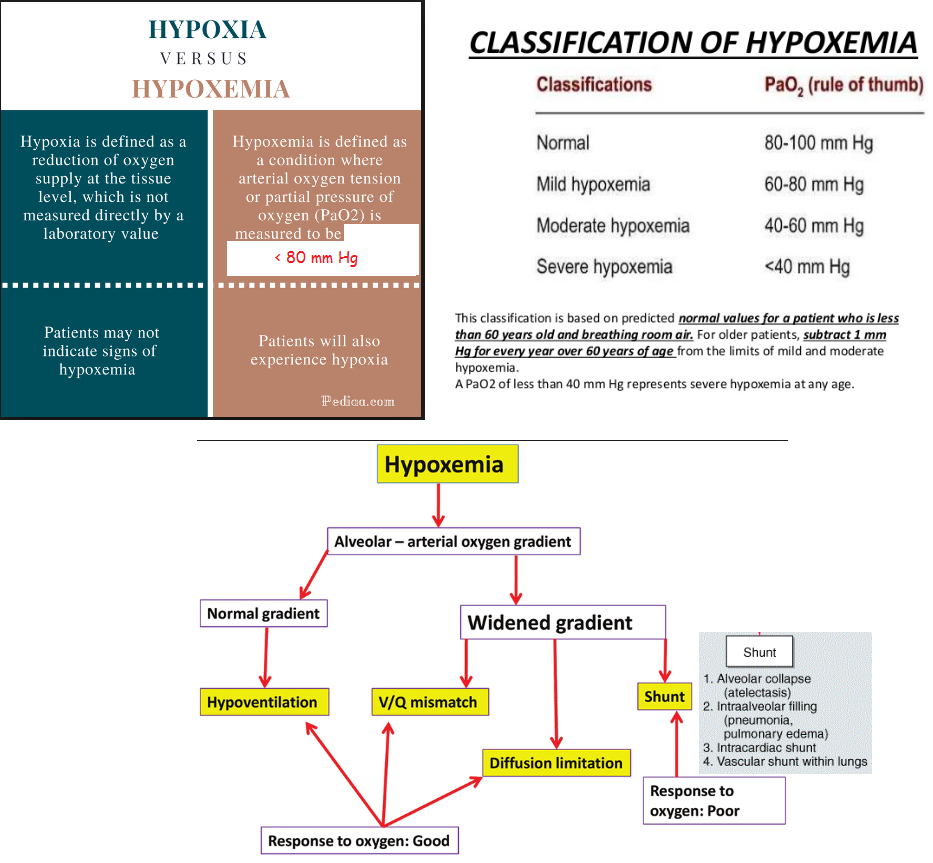 HYPOXIA
VERSUS
HYPOXEMIA
Hypoxia is defined as a
reduction of oxygen
supply at the tissue
level, which is not
measured directly by a
laboratory value
Hypoxemia is defined as
a condition where
arterial oxygen tension
or partial pressure of
oxygen (PaO2) is
measured to be
< 80 mm Hg
Patients may not
indicate signs of
hypoxemia
Patients will also
experience hypoxia
Pediaa.com
CLASSIFICATION OF HYPOXEMIA
Classifications PaO2 (rule of thumb)
Normal 80-100 mm Hg
Mild hypoxemia 60-80 mm Hg
Moderate hypoxemia 40-60 mm Hg
Severe hypoxemia <40 mm Hg
This classification is based on predicted normal values for a patient who is less
than 60 years old and breathing room air. For older patients, subtract 1 mm
Hg for every year over 60 years of age from the limits of mild and moderate
hypoxemia.
A PaO2 of less than 40 mm Hg represents severe hypoxemia at any age.
Hypoxemia
Alveolar – arterial oxygen gradient
Normal gradient
Widened gradient
Hypoventilation
V/Q mismatch
Shunt
Diffusion limitation
Shunt
1. Alveolar collapse
(atelectasis)
2. Intraalveolar filling
(pneumonia,
pulmonary edema)
3. Intracardiac shunt
4. Vascular shunt within lungs
Response to
oxygen: Poor
Response to oxygen: Good